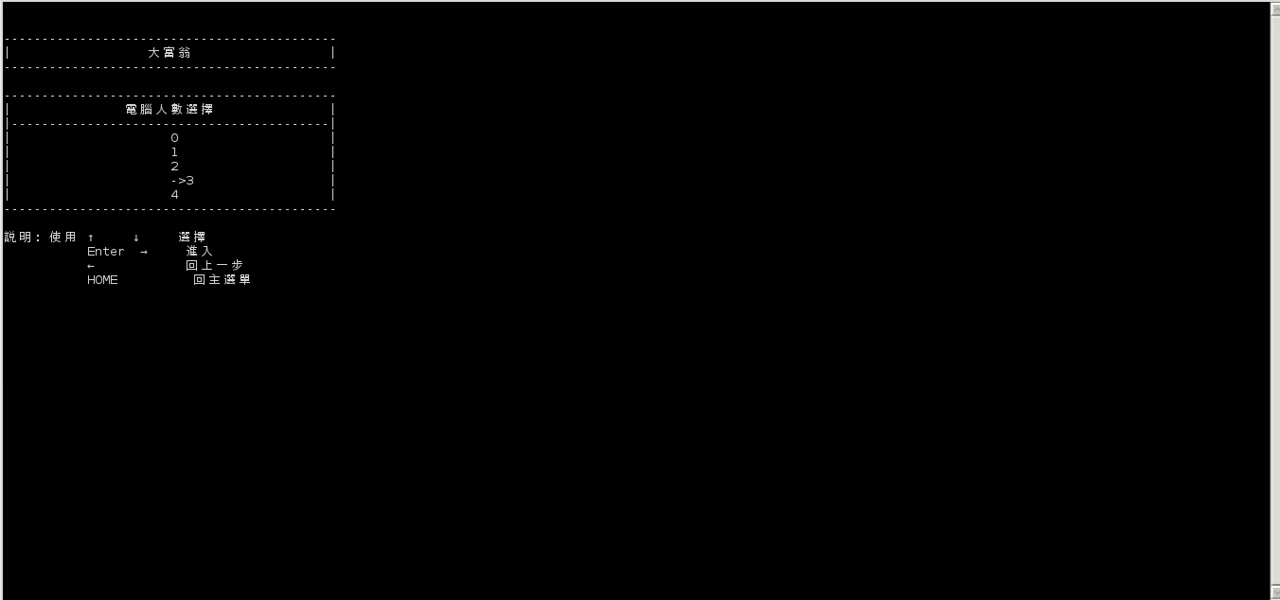 大富翁
電腦人數選擇
0
1
2
->3
4
說明: 使用 ↑ ↓ 選擇
Enter → 進入
← 回上一步
HOME 回主選單